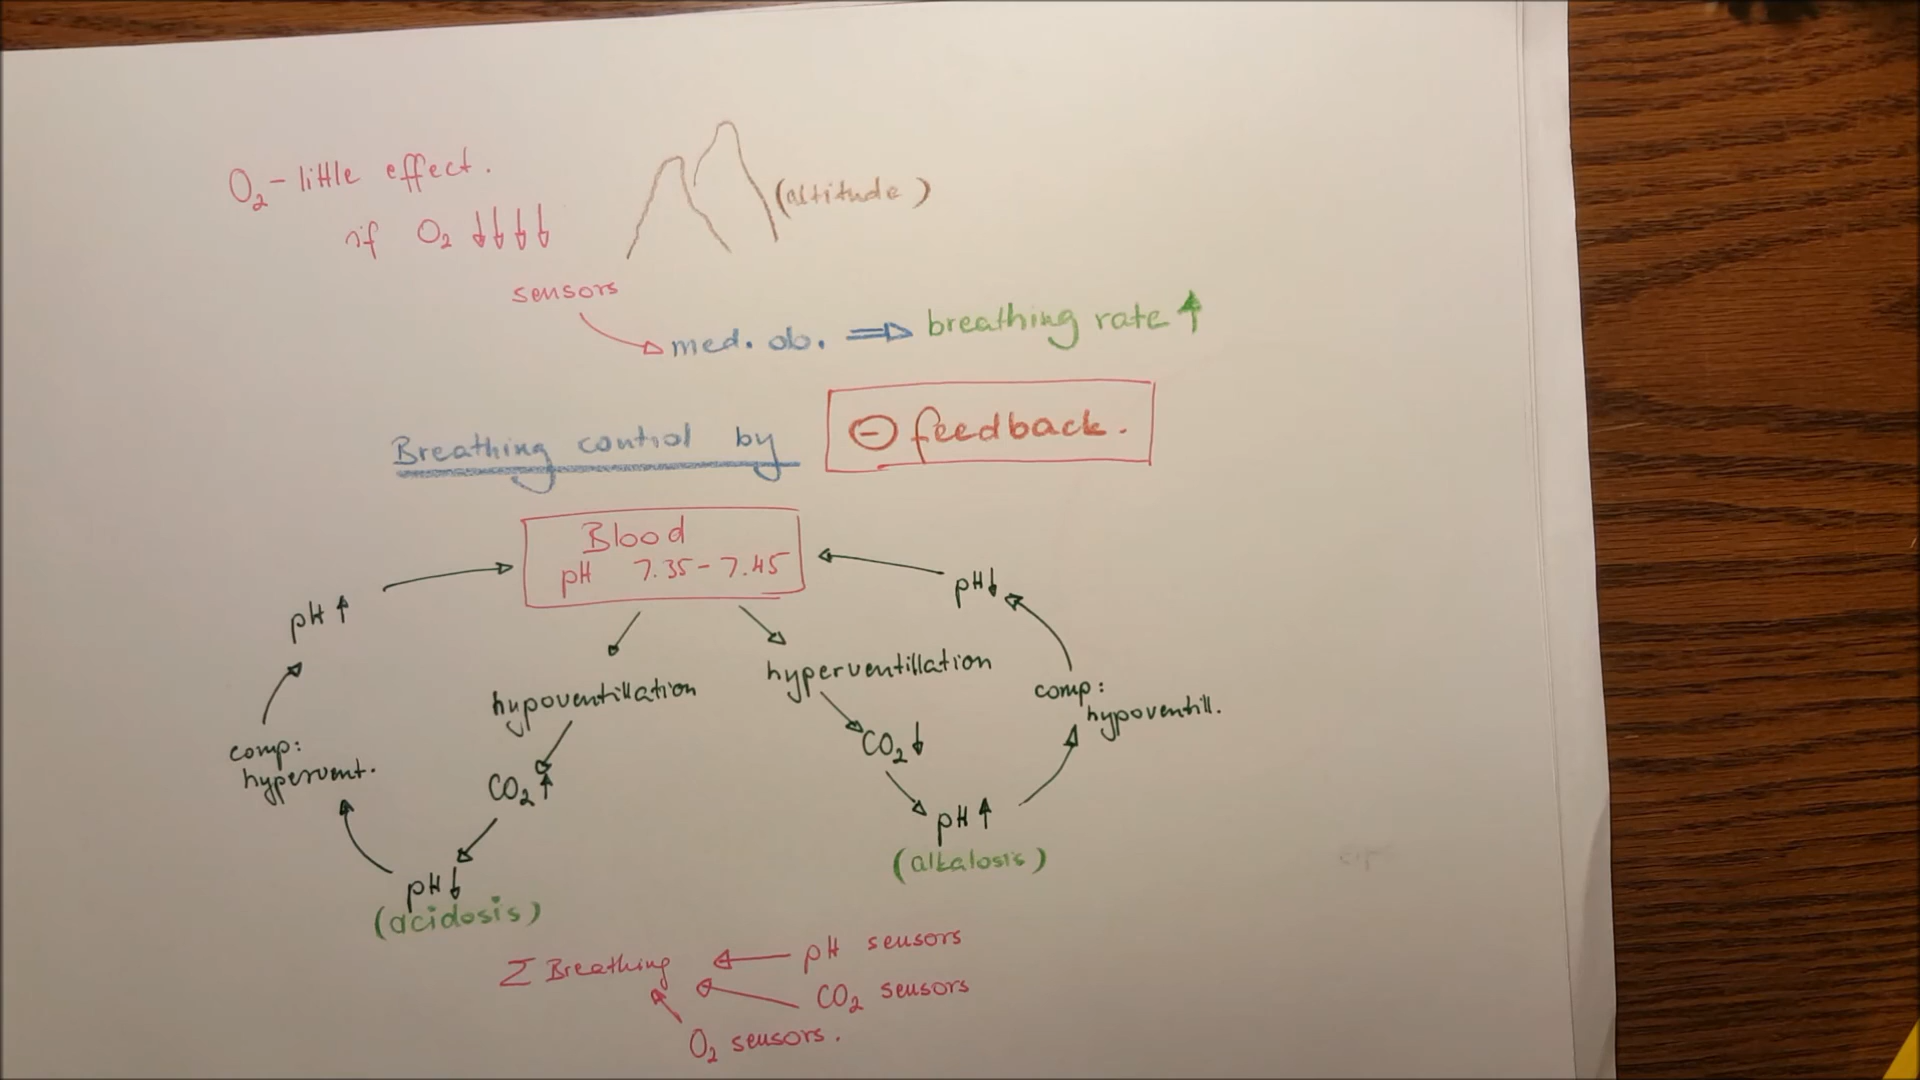 O₂ - little effect.
if O₂ ↓↓↓↓
(altitude)
sensors
med. ob. ⇒ breathing rate ↑
Breathing control by ⊖ feedback.
Blood
pH 7.35 - 7.45
pH ↑
pH ↓
hypoventillation
hyperventillation
comp:
hypervent.
comp:
hypoventill.
CO₂ ↑
CO₂ ↓
pH ↓
(acidosis)
pH ↑
(alkalosis)
Σ Breathing ← pH sensors
CO₂ sensors
O₂ sensors.